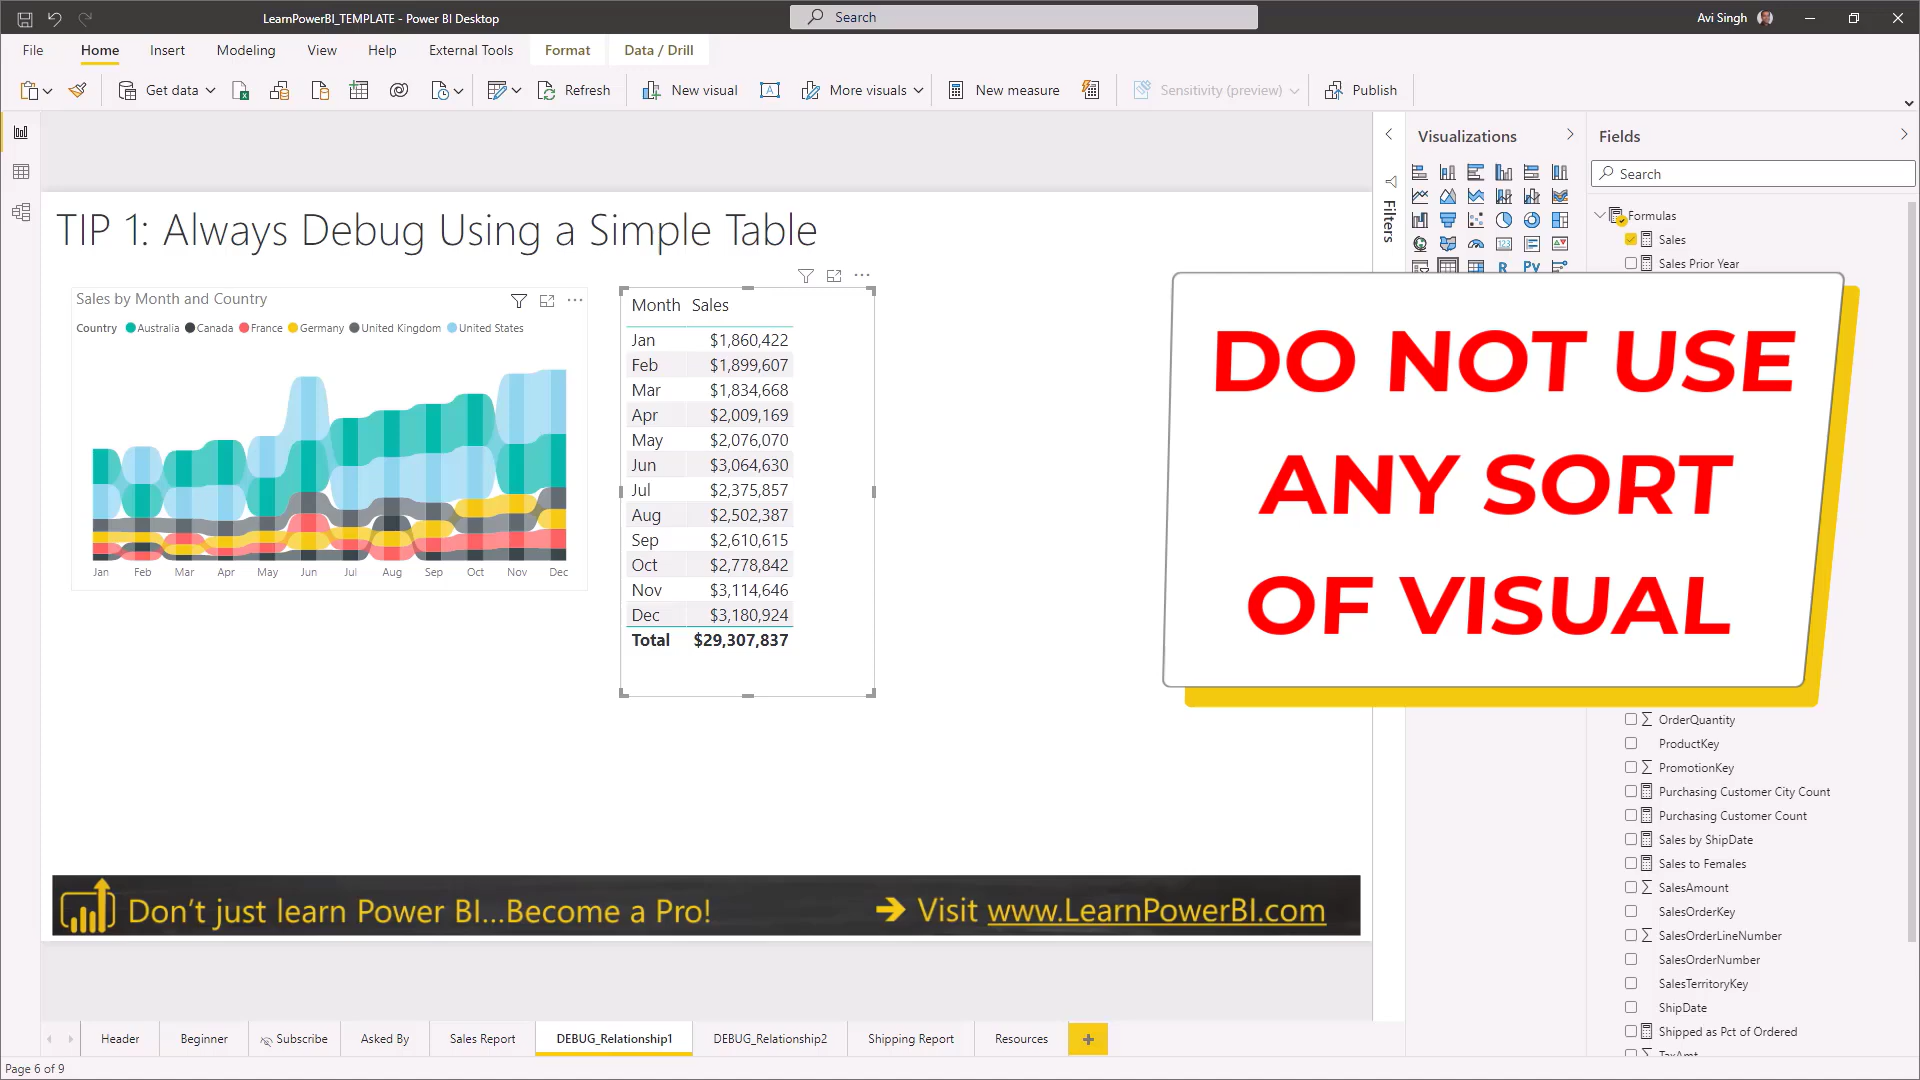 LearnPowerBI_TEMPLATE - Power BI Desktop
Search
Avi Singh
File Home Insert Modeling View Help External Tools Format Data / Drill
Get data Refresh New visual More visuals New measure Sensitivity (preview) Publish
TIP 1: Always Debug Using a Simple Table
Sales by Month and Country
Country Australia Canada France Germany United Kingdom United States
Jan Feb Mar Apr May Jun Jul Aug Sep Oct Nov Dec
Month Sales
Jan $1,860,422
Feb $1,899,607
Mar $1,834,668
Apr $2,009,169
May $2,076,070
Jun $3,064,630
Jul $2,375,857
Aug $2,502,387
Sep $2,610,615
Oct $2,778,842
Nov $3,114,646
Dec $3,180,924
Total $29,307,837
Filters
Visualizations
123
R Py
Fields
Search
Formulas
Sales
Sales Prior Year
DO NOT USE
ANY SORT
OF VISUAL
OrderQuantity
ProductKey
PromotionKey
Purchasing Customer City Count
Purchasing Customer Count
Sales by ShipDate
Sales to Females
SalesAmount
SalesOrderKey
SalesOrderLineNumber
SalesOrderNumber
SalesTerritoryKey
ShipDate
Shipped as Pct of Ordered
TaxAmt
Don't just learn Power BI...Become a Pro!
Visit www.LearnPowerBI.com
Header Beginner Subscribe Asked By Sales Report DEBUG_Relationship1 DEBUG_Relationship2 Shipping Report Resources
Page 6 of 9